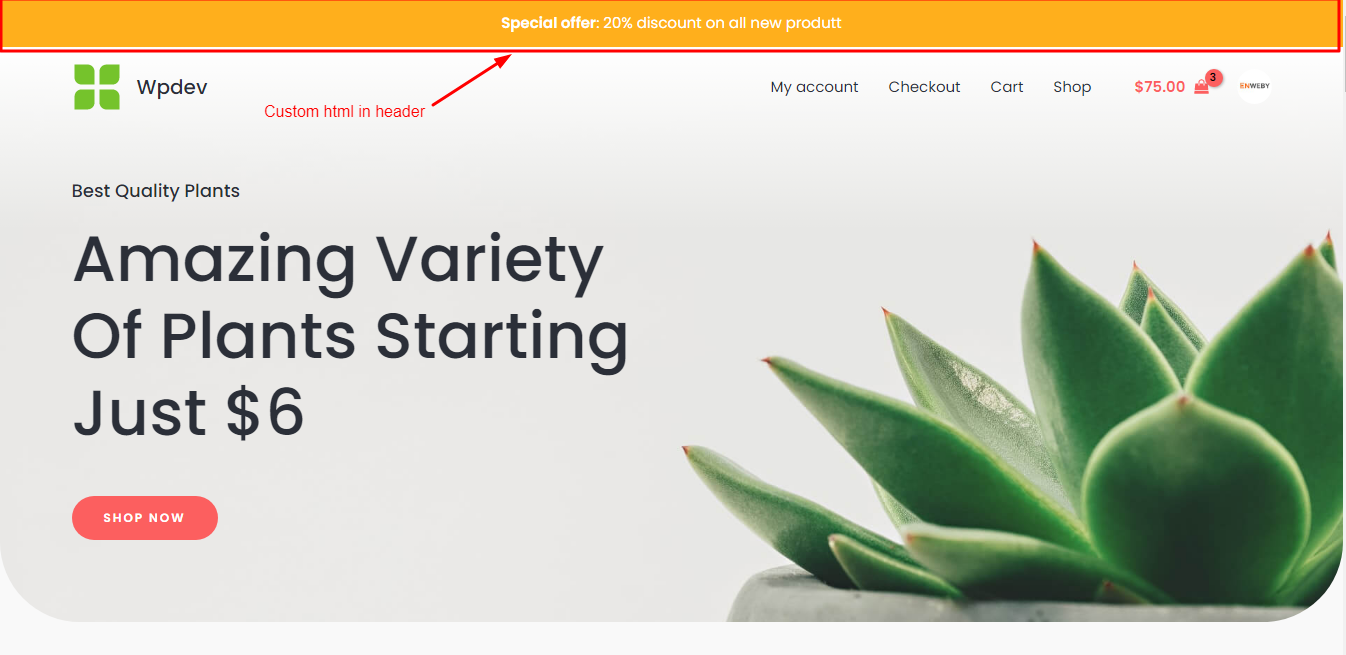 Special offer: 20% discount on all new produtt
Wpdev
My account Checkout Cart Shop $75.00 3 ENWEBY
Custom html in header
Best Quality Plants
Amazing Variety
Of Plants Starting
Just $6
SHOP NOW